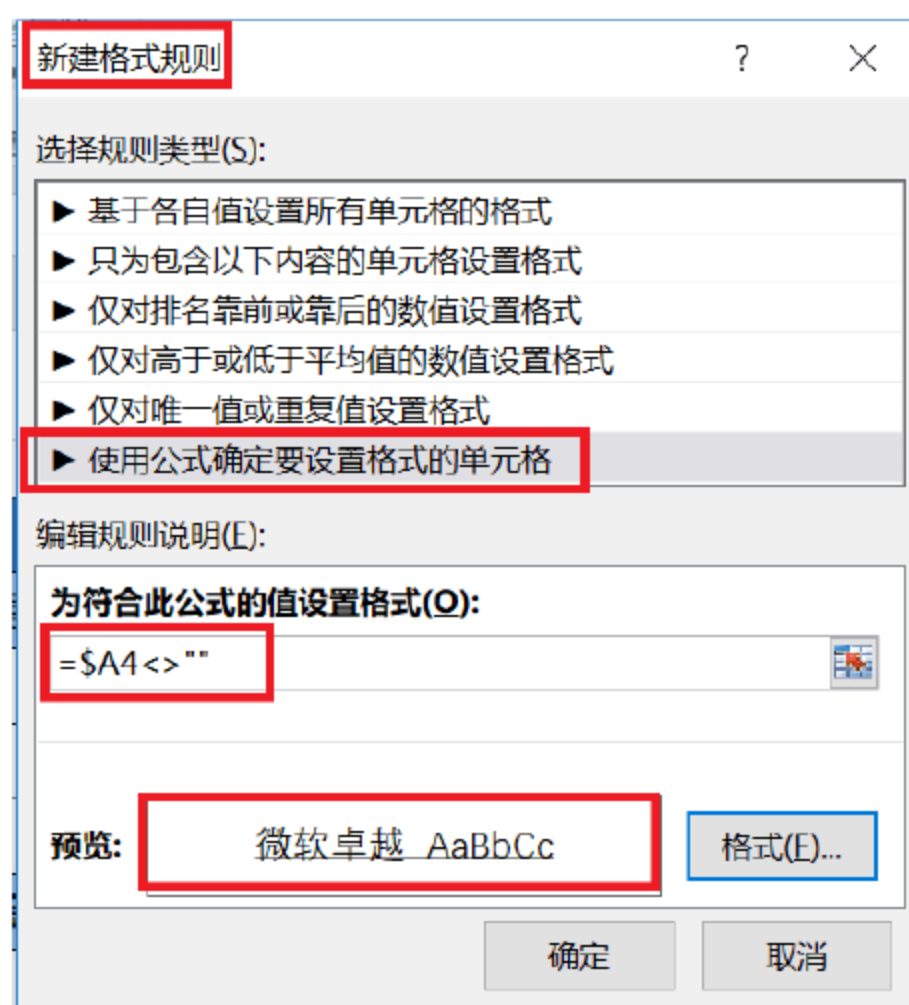 新建格式规则
?
选择规则类型(S):
► 基于各自值设置所有单元格的格式
► 只为包含以下内容的单元格设置格式
► 仅对排名靠前或靠后的数值设置格式
► 仅对高于或低于平均值的数值设置格式
► 仅对唯一值或重复值设置格式
► 使用公式确定要设置格式的单元格
编辑规则说明(E):
为符合此公式的值设置格式(O):
=$A4<>""
预览:
微软卓越 AaBbCc
格式(F)...
确定
取消